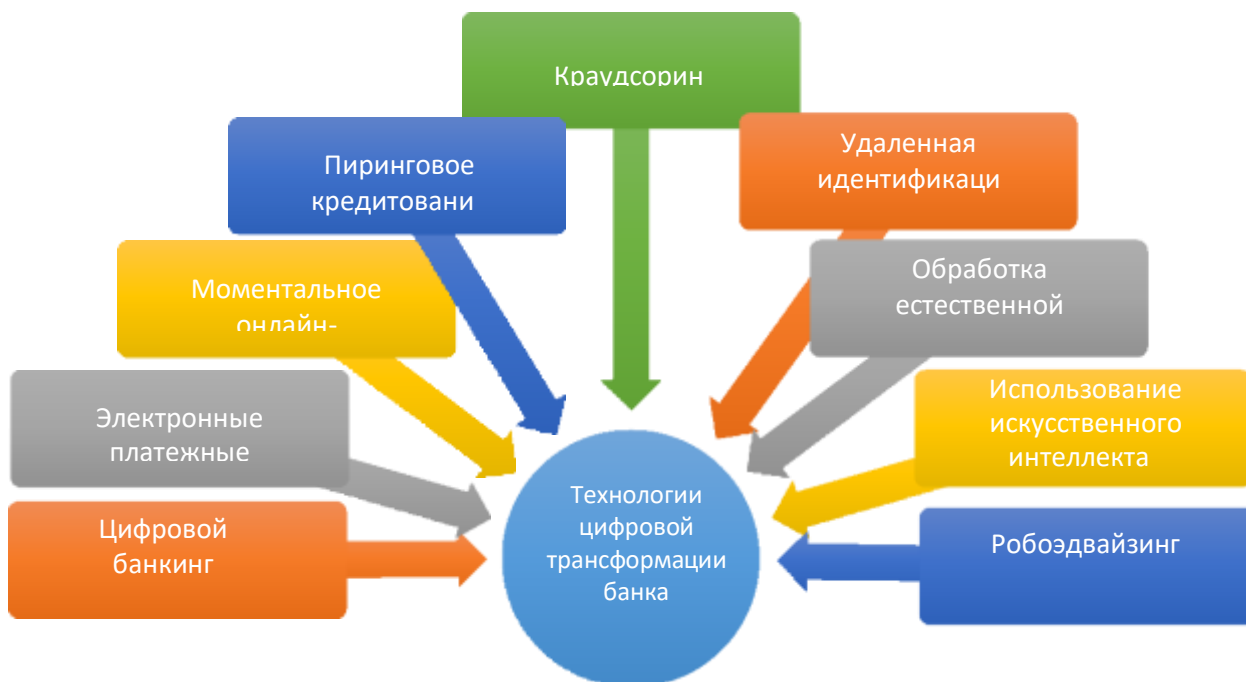 Краудсорин
Пиринговое
кредитовани
Удаленная
идентификаци
Моментальное
онлайн-
Обработка
естественной
Электронные
платежные
Использование
искусственного
интеллекта
Цифровой
банкинг
Технологии
цифровой
трансформации
банка
Робоэдвайзинг